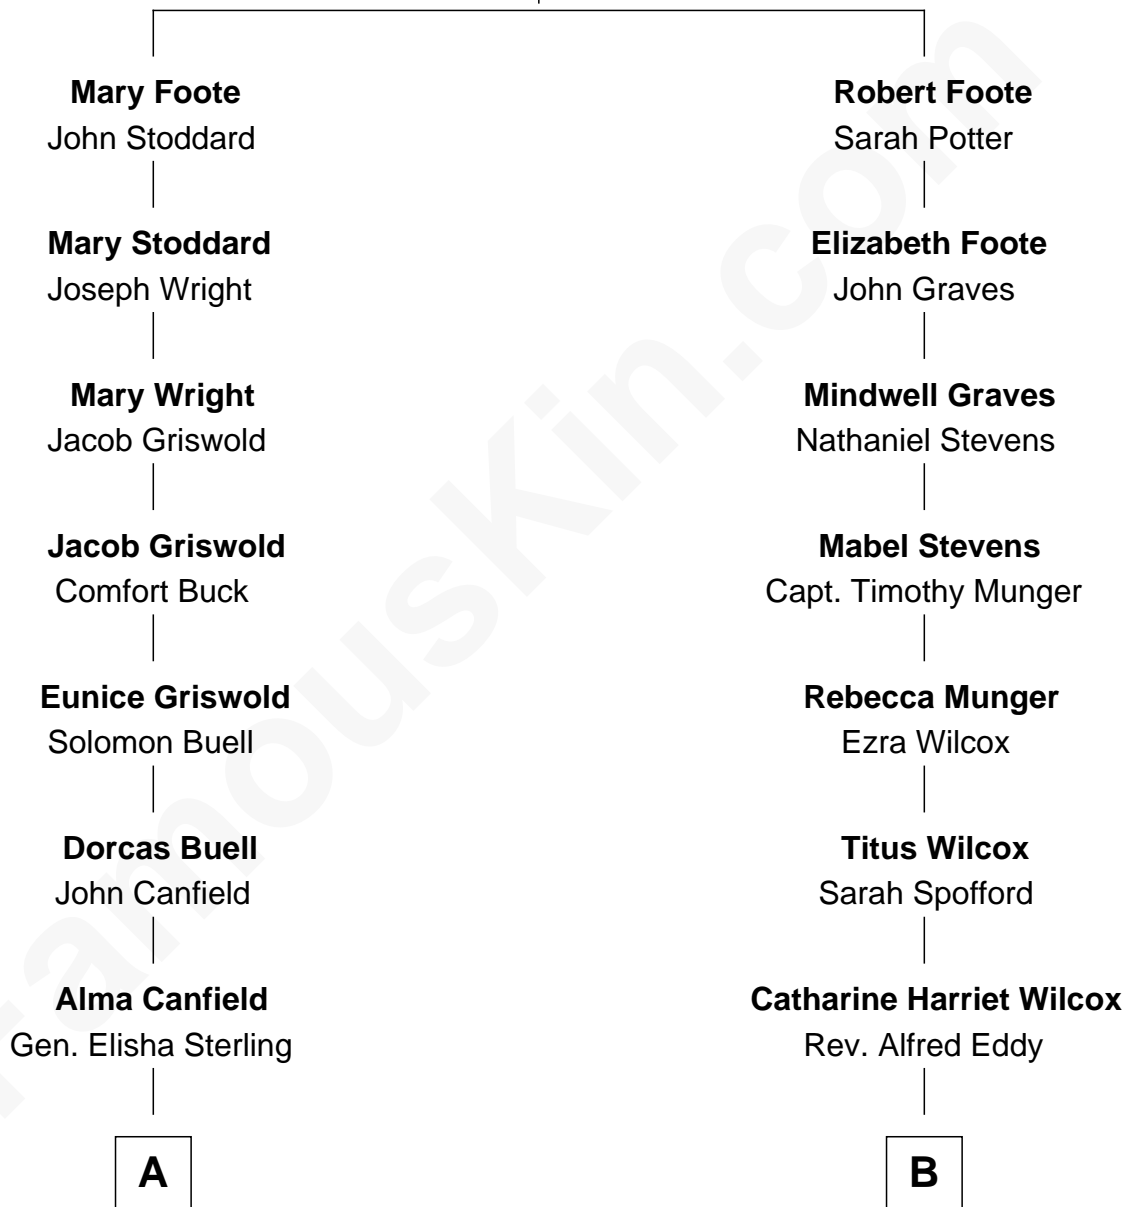 Mary Foote
John Stoddard
Robert Foote
Sarah Potter
Mary Stoddard
Joseph Wright
Elizabeth Foote
John Graves
Mary Wright
Jacob Griswold
Mindwell Graves
Nathaniel Stevens
Jacob Griswold
Comfort Buck
Mabel Stevens
Capt. Timothy Munger
Eunice Griswold
Solomon Buell
Rebecca Munger
Ezra Wilcox
Dorcas Buell
John Canfield
Titus Wilcox
Sarah Spofford
Alma Canfield
Gen. Elisha Sterling
Catharine Harriet Wilcox
Rev. Alfred Eddy
A
B
FamousKin.com